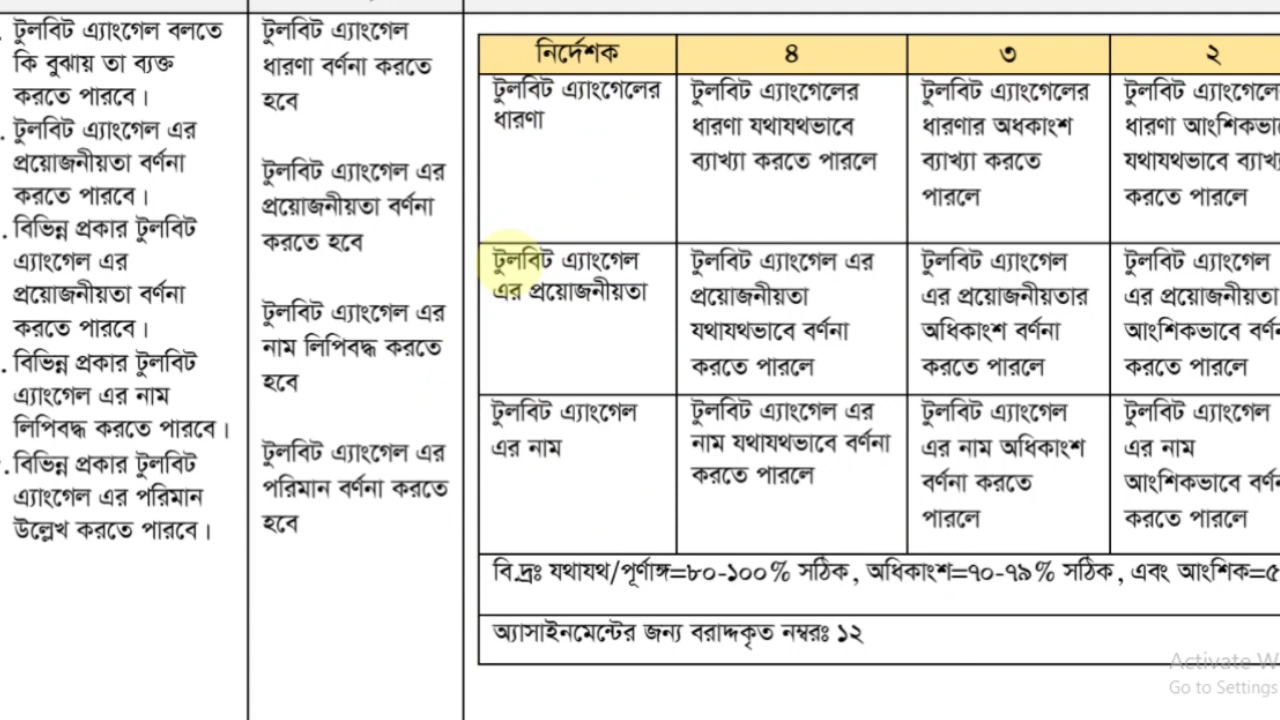 টুলবিট এ্যাংগেল বলতে
কি বুঝায় তা ব্যক্ত
করতে পারবে।
. টুলবিট এ্যাংগেল এর
প্রয়োজনীয়তা বর্ণনা
করতে পারবে।
. বিভিন্ন প্রকার টুলবিট
এ্যাংগেল এর
প্রয়োজনীয়তা বর্ণনা
করতে পারবে।
. বিভিন্ন প্রকার টুলবিট
এ্যাংগেল এর নাম
লিপিবদ্ধ করতে পারবে।
. বিভিন্ন প্রকার টুলবিট
এ্যাংগেল এর পরিমান
উল্লেখ করতে পারবে।
টুলবিট এ্যাংগেল
ধারণা বর্ণনা করতে
হবে
টুলবিট এ্যাংগেল এর
প্রয়োজনীয়তা বর্ণনা
করতে হবে
টুলবিট এ্যাংগেল এর
নাম লিপিবদ্ধ করতে
হবে
টুলবিট এ্যাংগেল এর
পরিমান বর্ণনা করতে
হবে
নির্দেশক
৪
৩
২
টুলবিট এ্যাংগেলের
ধারণা
টুলবিট এ্যাংগেলের
ধারণা যথাযথভাবে
ব্যাখ্যা করতে পারলে
টুলবিট এ্যাংগেলের
ধারণার অধকাংশ
ব্যাখ্যা করতে
পারলে
টুলবিট এ্যাংগেলে
ধারণা আংশিকভা
যথাযথভাবে ব্যাখ্য
করতে পারলে
টুলবিট এ্যাংগেল
এর প্রয়োজনীয়তা
টুলবিট এ্যাংগেল এর
প্রয়োজনীয়তা
যথাযথভাবে বর্ণনা
করতে পারলে
টুলবিট এ্যাংগেল
এর প্রয়োজনীয়তার
অধিকাংশ বর্ণনা
করতে পারলে
টুলবিট এ্যাংগেল
এর প্রয়োজনীয়তা
আংশিকভাবে বর্ণ
করতে পারলে
টুলবিট এ্যাংগেল
এর নাম
টুলবিট এ্যাংগেল এর
নাম যথাযথভাবে বর্ণনা
করতে পারলে
টুলবিট এ্যাংগেল
এর নাম অধিকাংশ
বর্ণনা করতে
পারলে
টুলবিট এ্যাংগেল
এর নাম
আংশিকভাবে বর্ণ
করতে পারলে
বি.দ্রঃ যথাযথ/পূর্ণাঙ্গ=৮০-১০০% সঠিক, অধিকাংশ=৭০-৭৯% সঠিক, এবং আংশিক=৫
অ্যাসাইনমেন্টের জন্য বরাদ্দকৃত নম্বরঃ ১২
Activate W
Go to Settings